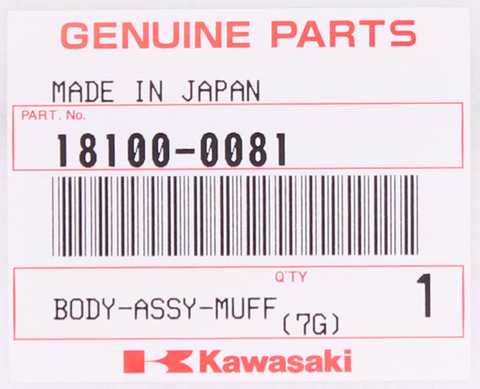 GENUINE PARTS
MADE IN JAPAN
PART. No.
18100-0081
Q'TY
BODY-ASSY-MUFF (7G) 1
Kawasaki